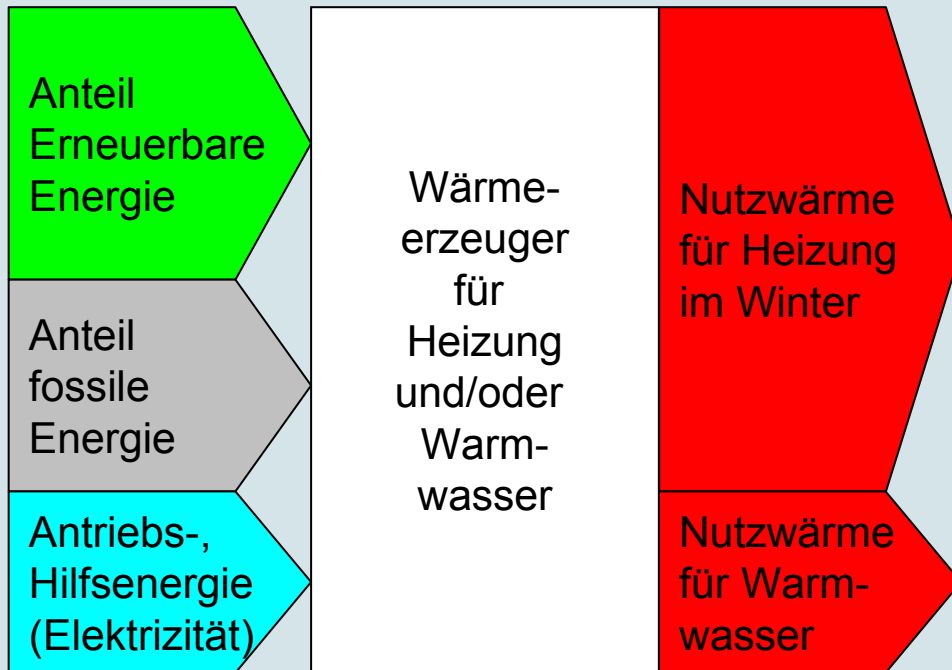 Anteil
Erneuerbare
Energie
Anteil
fossile
Energie
Antriebs-,
Hilfsenergie
(Elektrizität)
Wärme-
erzeuger
für
Heizung
und/oder
Warm-
wasser
Nutzwärme
für Heizung
im Winter
Nutzwärme
für Warm-
wasser